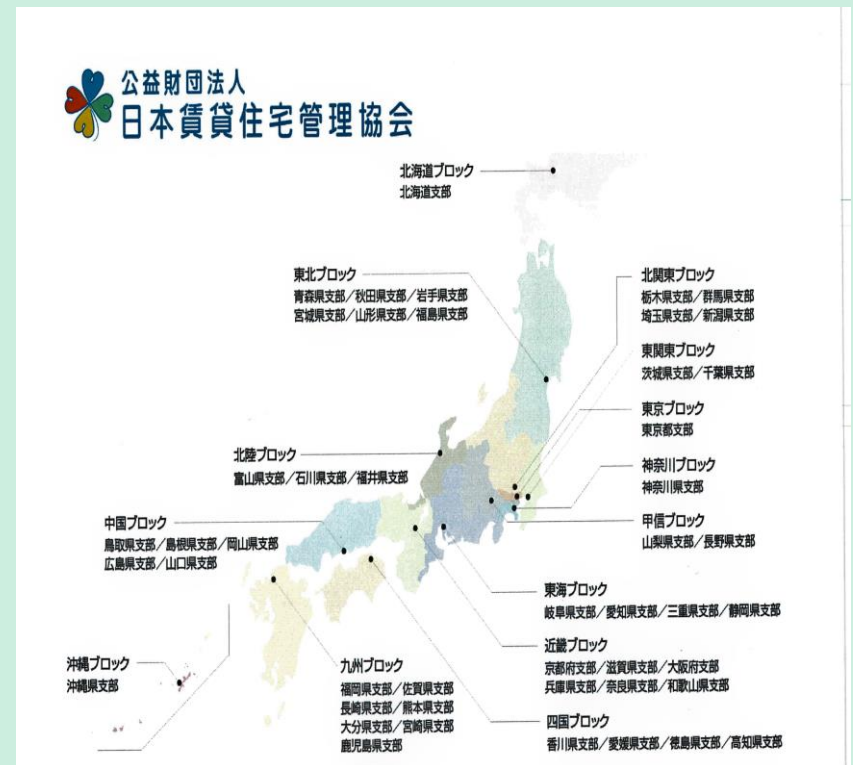 公益財団法人
日本賃貸住宅管理協会
北海道ブロック
北海道支部
東北ブロック
青森県支部／秋田県支部／岩手県支部
宮城県支部／山形県支部／福島県支部
北関東ブロック
栃木県支部／群馬県支部
埼玉県支部／新潟県支部
東関東ブロック
茨城県支部／千葉県支部
東京ブロック
東京都支部
北陸ブロック
富山県支部／石川県支部／福井県支部
神奈川ブロック
神奈川県支部
中国ブロック
鳥取県支部／島根県支部／岡山県支部
広島県支部／山口県支部
甲信ブロック
山梨県支部／長野県支部
東海ブロック
岐阜県支部／愛知県支部／三重県支部／静岡県支部
近畿ブロック
京都府支部／滋賀県支部／大阪府支部
兵庫県支部／奈良県支部／和歌山県支部
沖縄ブロック
沖縄県支部
九州ブロック
福岡県支部／佐賀県支部
長崎県支部／熊本県支部
大分県支部／宮崎県支部
鹿児島県支部
四国ブロック
香川県支部／愛媛県支部／徳島県支部／高知県支部